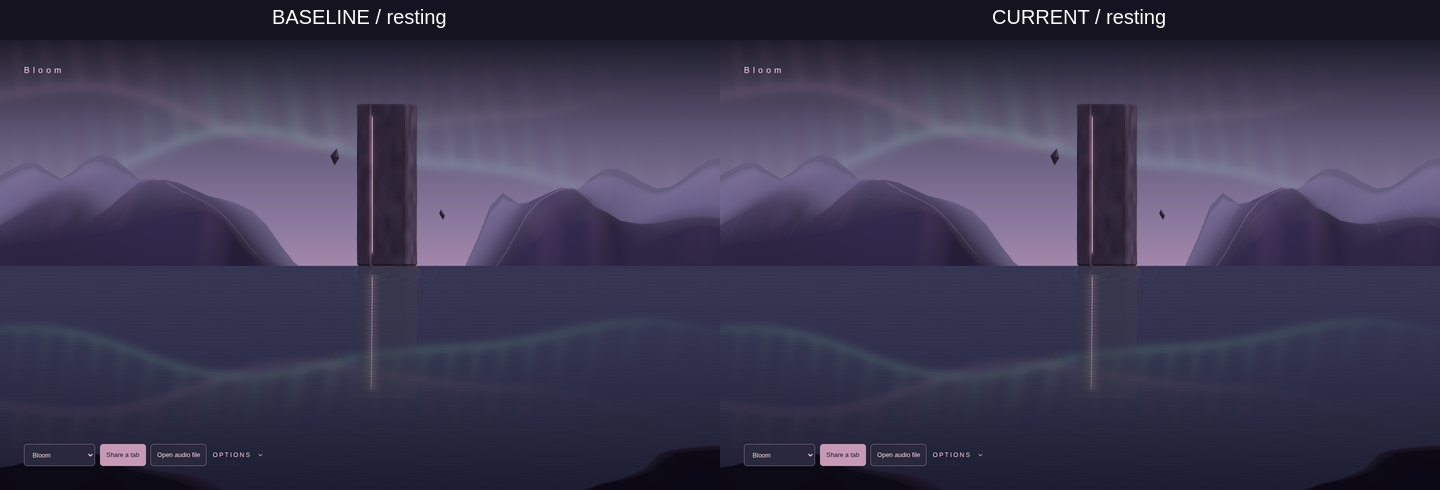 BASELINE / resting
CURRENT / resting
Bloom
Bloom
Bloom Share a tab Open audio file OPTIONS
Bloom Share a tab Open audio file OPTIONS